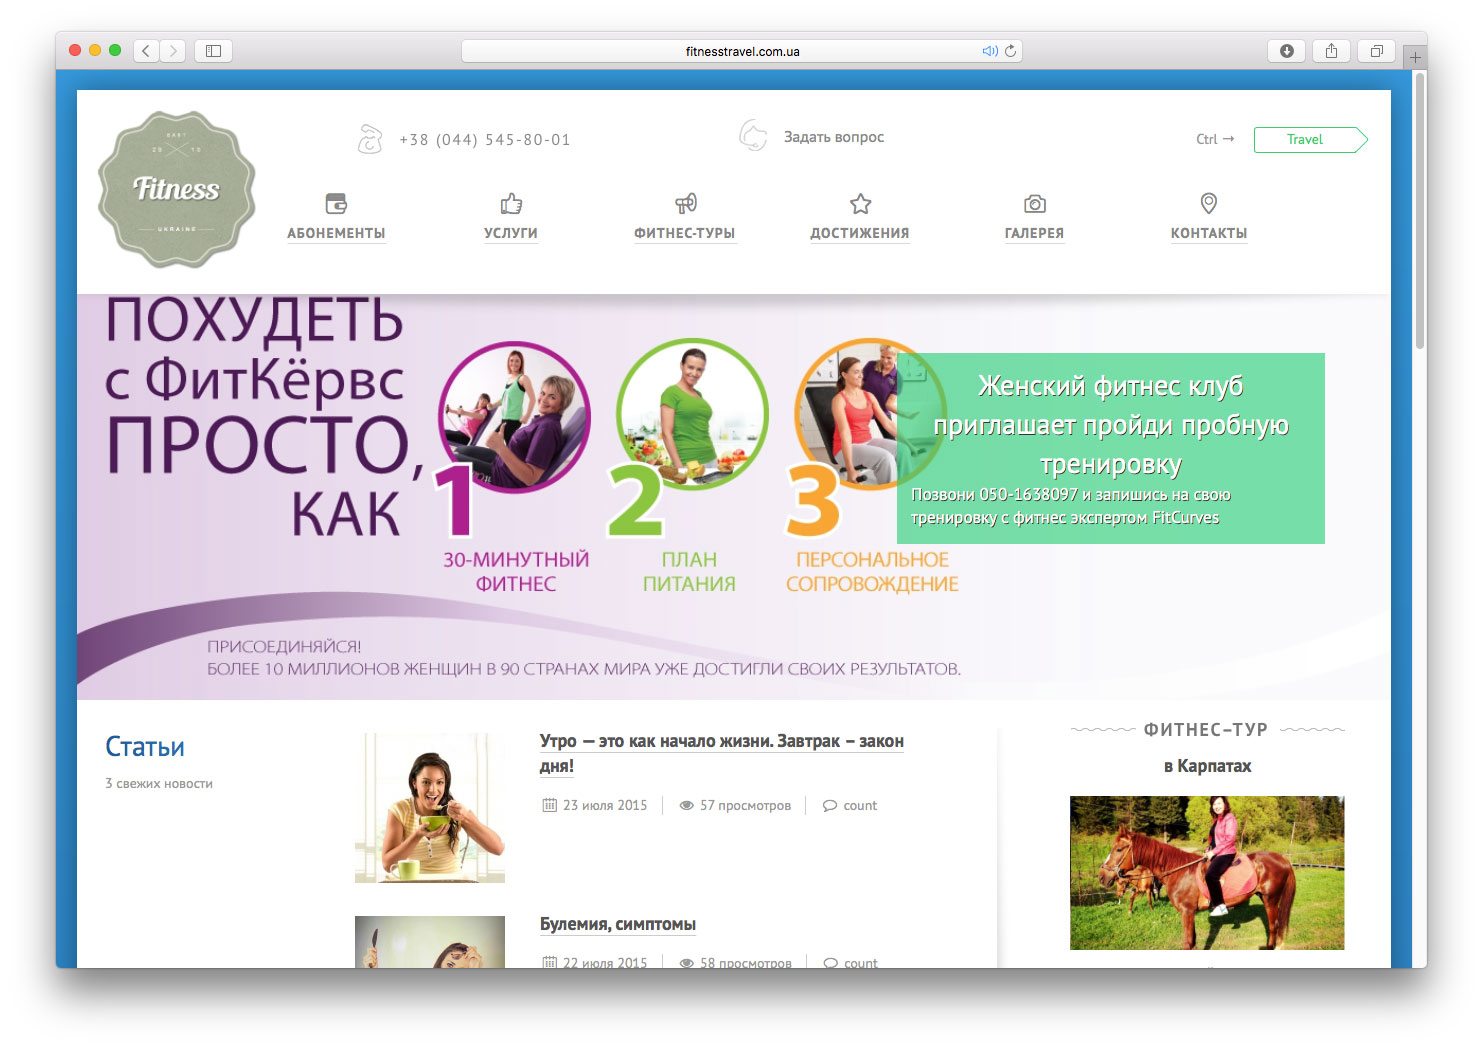 fitnesstravel.com.ua
EAST
2010
Fitness
UKRAINE
+38 (044) 545-80-01
Задать вопрос
Ctrl →
Travel
АБОНЕМЕНТЫ
УСЛУГИ
ФИТНЕС-ТУРЫ
ДОСТИЖЕНИЯ
ГАЛЕРЕЯ
КОНТАКТЫ
ПОХУДЕТЬ
с ФитКёрвс
ПРОСТО,
КАК
1
30-МИНУТНЫЙ
ФИТНЕС
2
ПЛАН
ПИТАНИЯ
3
ПЕРСОНАЛЬНОЕ
СОПРОВОЖДЕНИЕ
Женский фитнес клуб
приглашает пройди пробную
тренировку
Позвони 050-1638097 и запишись на свою
тренировку с фитнес экспертом FitCurves
ПРИСОЕДИНЯЙСЯ!
БОЛЕЕ 10 МИЛЛИОНОВ ЖЕНЩИН В 90 СТРАНАХ МИРА УЖЕ ДОСТИГЛИ СВОИХ РЕЗУЛЬТАТОВ.
Статьи
3 свежих новости
Утро — это как начало жизни. Завтрак – закон
дня!
23 июля 2015
57 просмотров
count
Булемия, симптомы
22 июля 2015
58 просмотров
count
ФИТНЕС-ТУР
в Карпатах